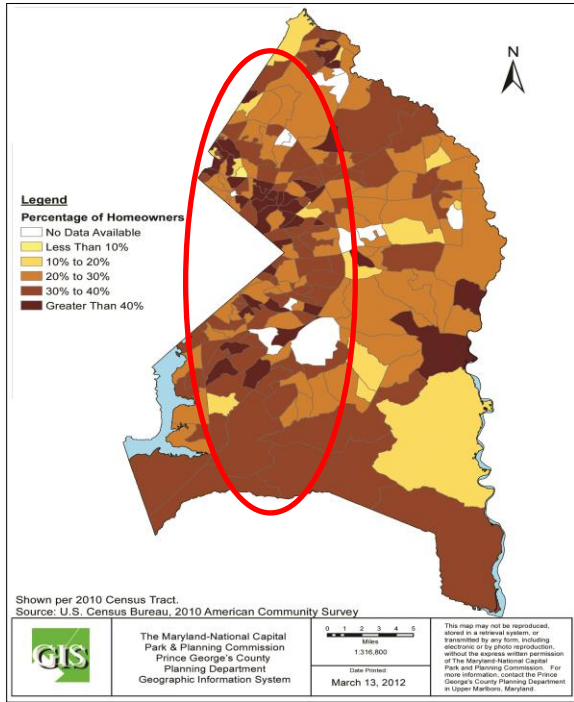 N
Legend
Percentage of Homeowners
No Data Available
Less Than 10%
10% to 20%
20% to 30%
30% to 40%
Greater Than 40%
Shown per 2010 Census Tract.
Source: U.S. Census Bureau, 2010 American Community Survey
GIS
The Maryland-National Capital
Park & Planning Commission
Prince George's County
Planning Department
Geographic Information System
0 1 2 3 4 5
Miles
1:316,800
Date Printed:
March 13, 2012
This map may not be reproduced,
stored in a retrieval system, or
transmitted by any form, including
electronic or by photo reproduction,
without the express written permission
of The Maryland-National Capital
Park and Planning Commission. For
more information, contact the Prince
George's County Planning Department
in Upper Marlboro, Maryland.